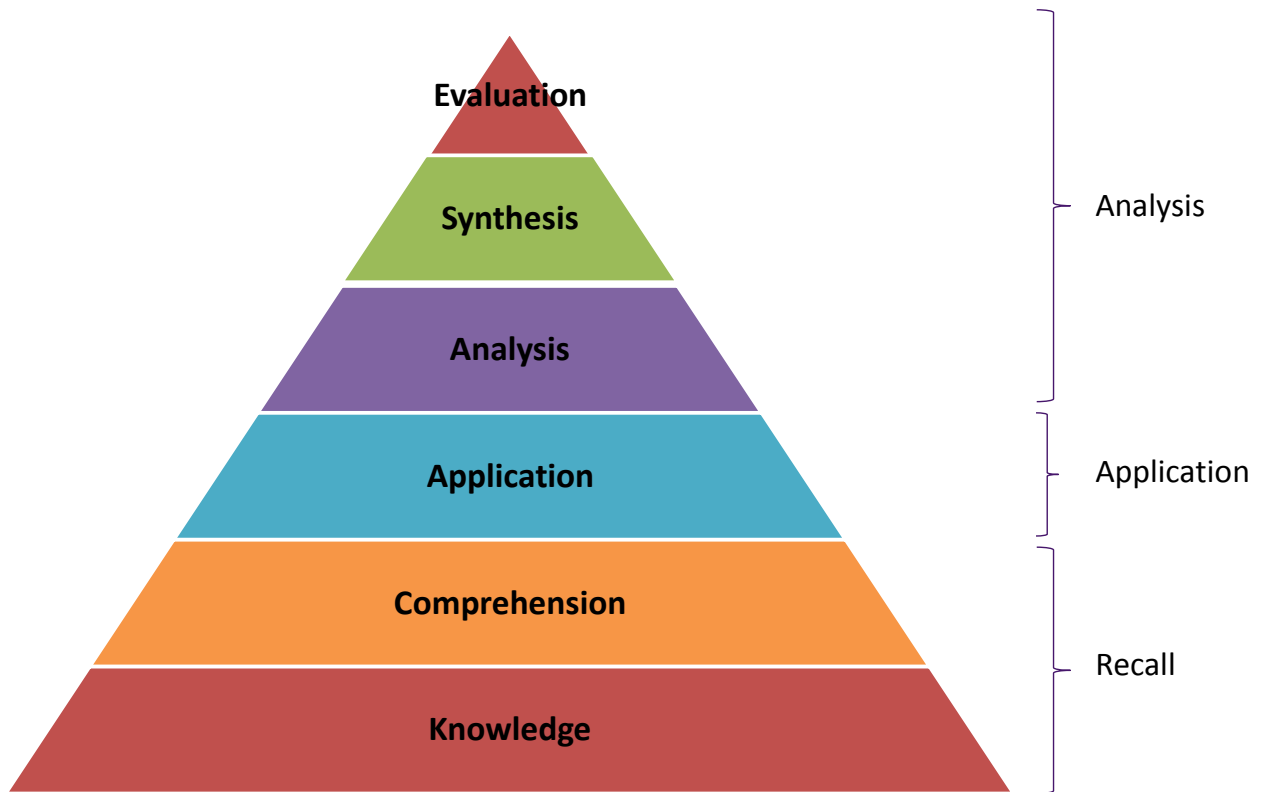 Evaluation
Synthesis
Analysis
Application
Comprehension
Knowledge
Analysis
Application
Recall